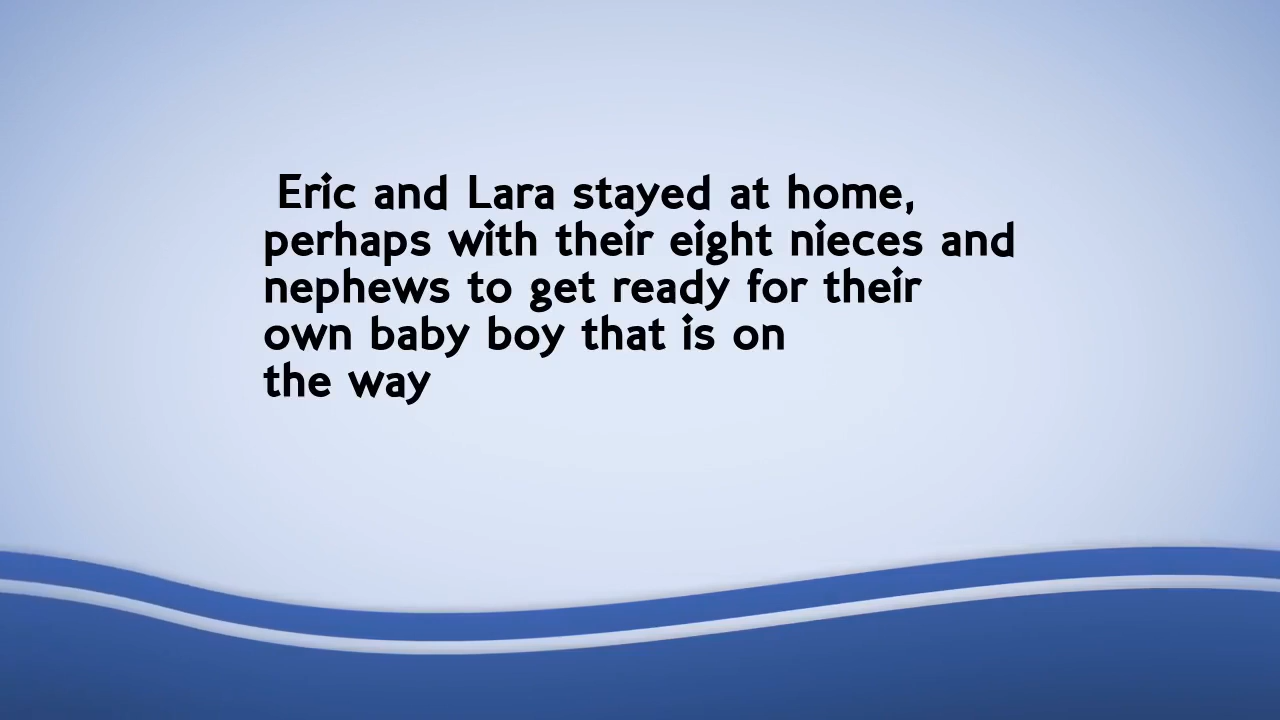 Eric and Lara stayed at home,
perhaps with their eight nieces and
nephews to get ready for their
own baby boy that is on
the way